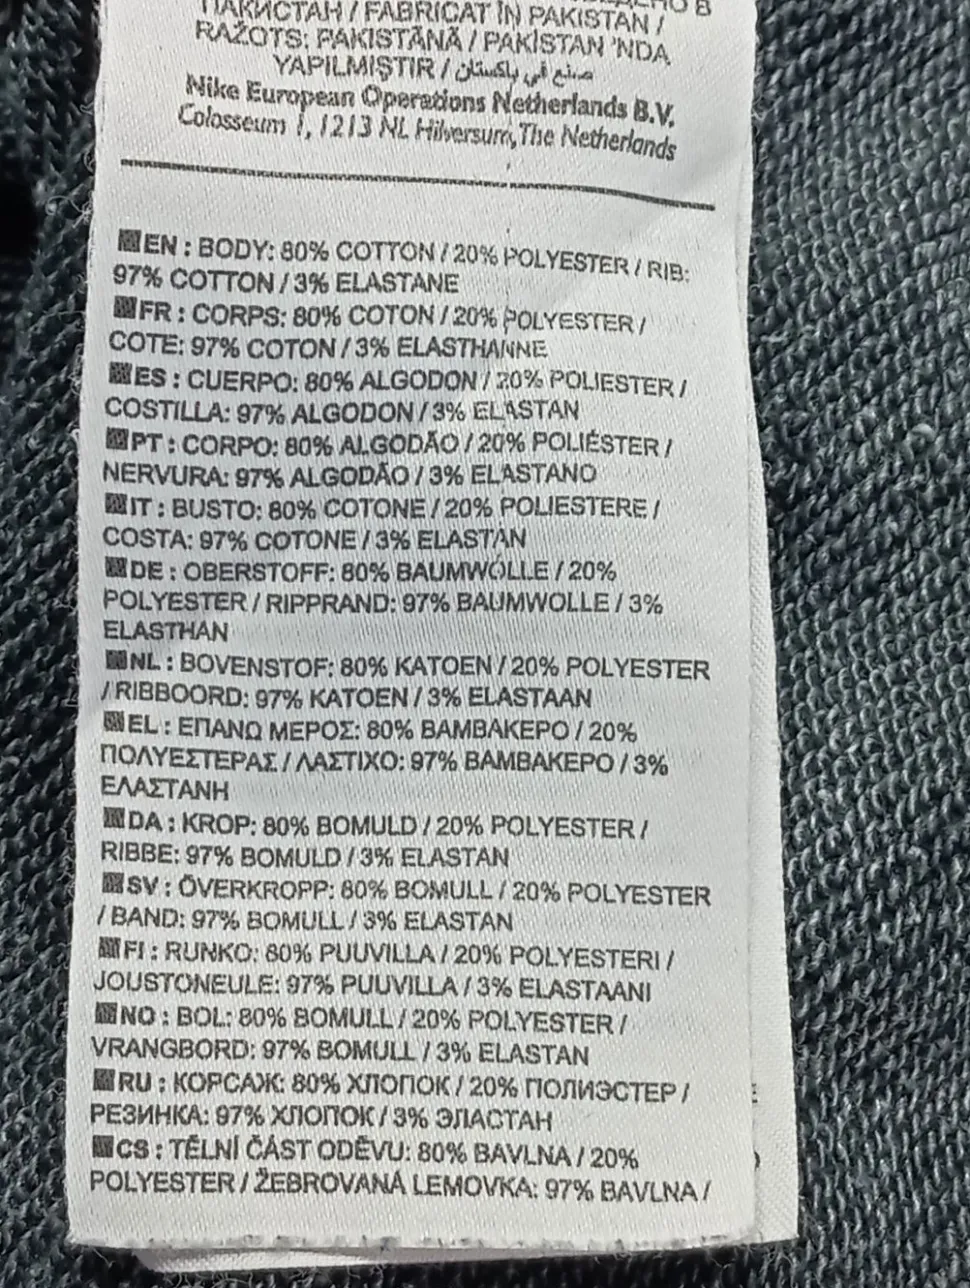 ПАКИСТАН / FABRICAT ÎN PAKISTAN /
RAŽOTS: PAKISTĀNĀ / PAKİSTAN 'NDA
YAPILMIŞTIR / صنع في باكستان
Nike European Operations Netherlands B.V.
Colosseum 1, 1213 NL Hilversum, The Netherlands
EN : BODY: 80% COTTON / 20% POLYESTER / RIB:
97% COTTON / 3% ELASTANE
FR : CORPS: 80% COTON / 20% POLYESTER /
COTE: 97% COTON / 3% ELASTHANNE
ES : CUERPO: 80% ALGODON / 20% POLIESTER /
COSTILLA: 97% ALGODON / 3% ELASTAN
PT : CORPO: 80% ALGODÃO / 20% POLIÉSTER /
NERVURA: 97% ALGODÃO / 3% ELASTANO
IT : BUSTO: 80% COTONE / 20% POLIESTERE /
COSTA: 97% COTONE / 3% ELASTAN
DE : OBERSTOFF: 80% BAUMWOLLE / 20%
POLYESTER / RIPPRAND: 97% BAUMWOLLE / 3%
ELASTHAN
NL : BOVENSTOF: 80% KATOEN / 20% POLYESTER
/ RIBBOORD: 97% KATOEN / 3% ELASTAAN
EL : ΕΠΑΝΩ ΜΕΡΟΣ: 80% ΒΑΜΒΑΚΕΡΟ / 20%
ΠΟΛΥΕΣΤΕΡΑΣ / ΛΑΣΤΙΧΟ: 97% ΒΑΜΒΑΚΕΡΟ / 3%
ΕΛΑΣΤΑΝΗ
DA : KROP: 80% BOMULD / 20% POLYESTER /
RIBBE: 97% BOMULD / 3% ELASTAN
SV : ÖVERKROPP: 80% BOMULL / 20% POLYESTER
/ BAND: 97% BOMULL / 3% ELASTAN
FI : RUNKO: 80% PUUVILLA / 20% POLYESTERI /
JOUSTONEULE: 97% PUUVILLA / 3% ELASTAANI
NO : BOL: 80% BOMULL / 20% POLYESTER /
VRANGBORD: 97% BOMULL / 3% ELASTAN
RU : КОРСАЖ: 80% ХЛОПОК / 20% ПОЛИЭСТЕР /
РЕЗИНКА: 97% ХЛОПОК / 3% ЭЛАСТАН
CS : TĚLNÍ ČÁST ODĚVU: 80% BAVLNA / 20%
POLYESTER / ŽEBROVANÁ LEMOVKA: 97% BAVLNA /